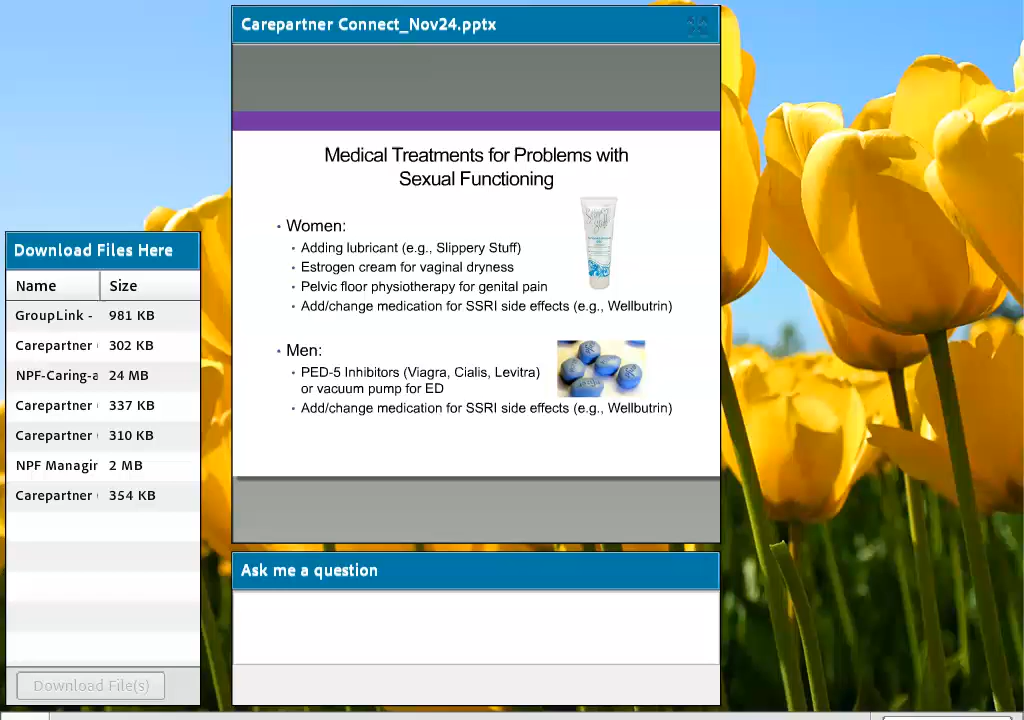 Carepartner Connect_Nov24.pptx
Medical Treatments for Problems with
Sexual Functioning
• Women:
• Adding lubricant (e.g., Slippery Stuff)
• Estrogen cream for vaginal dryness
• Pelvic floor physiotherapy for genital pain
• Add/change medication for SSRI side effects (e.g., Wellbutrin)
• Men:
• PED-5 Inhibitors (Viagra, Cialis, Levitra)
or vacuum pump for ED
• Add/change medication for SSRI side effects (e.g., Wellbutrin)
Download Files Here
Name Size
GroupLink - 981 KB
Carepartner 302 KB
NPF-Caring-a 24 MB
Carepartner 337 KB
Carepartner 310 KB
NPF Managin 2 MB
Carepartner 354 KB
Download File(s)
Ask me a question